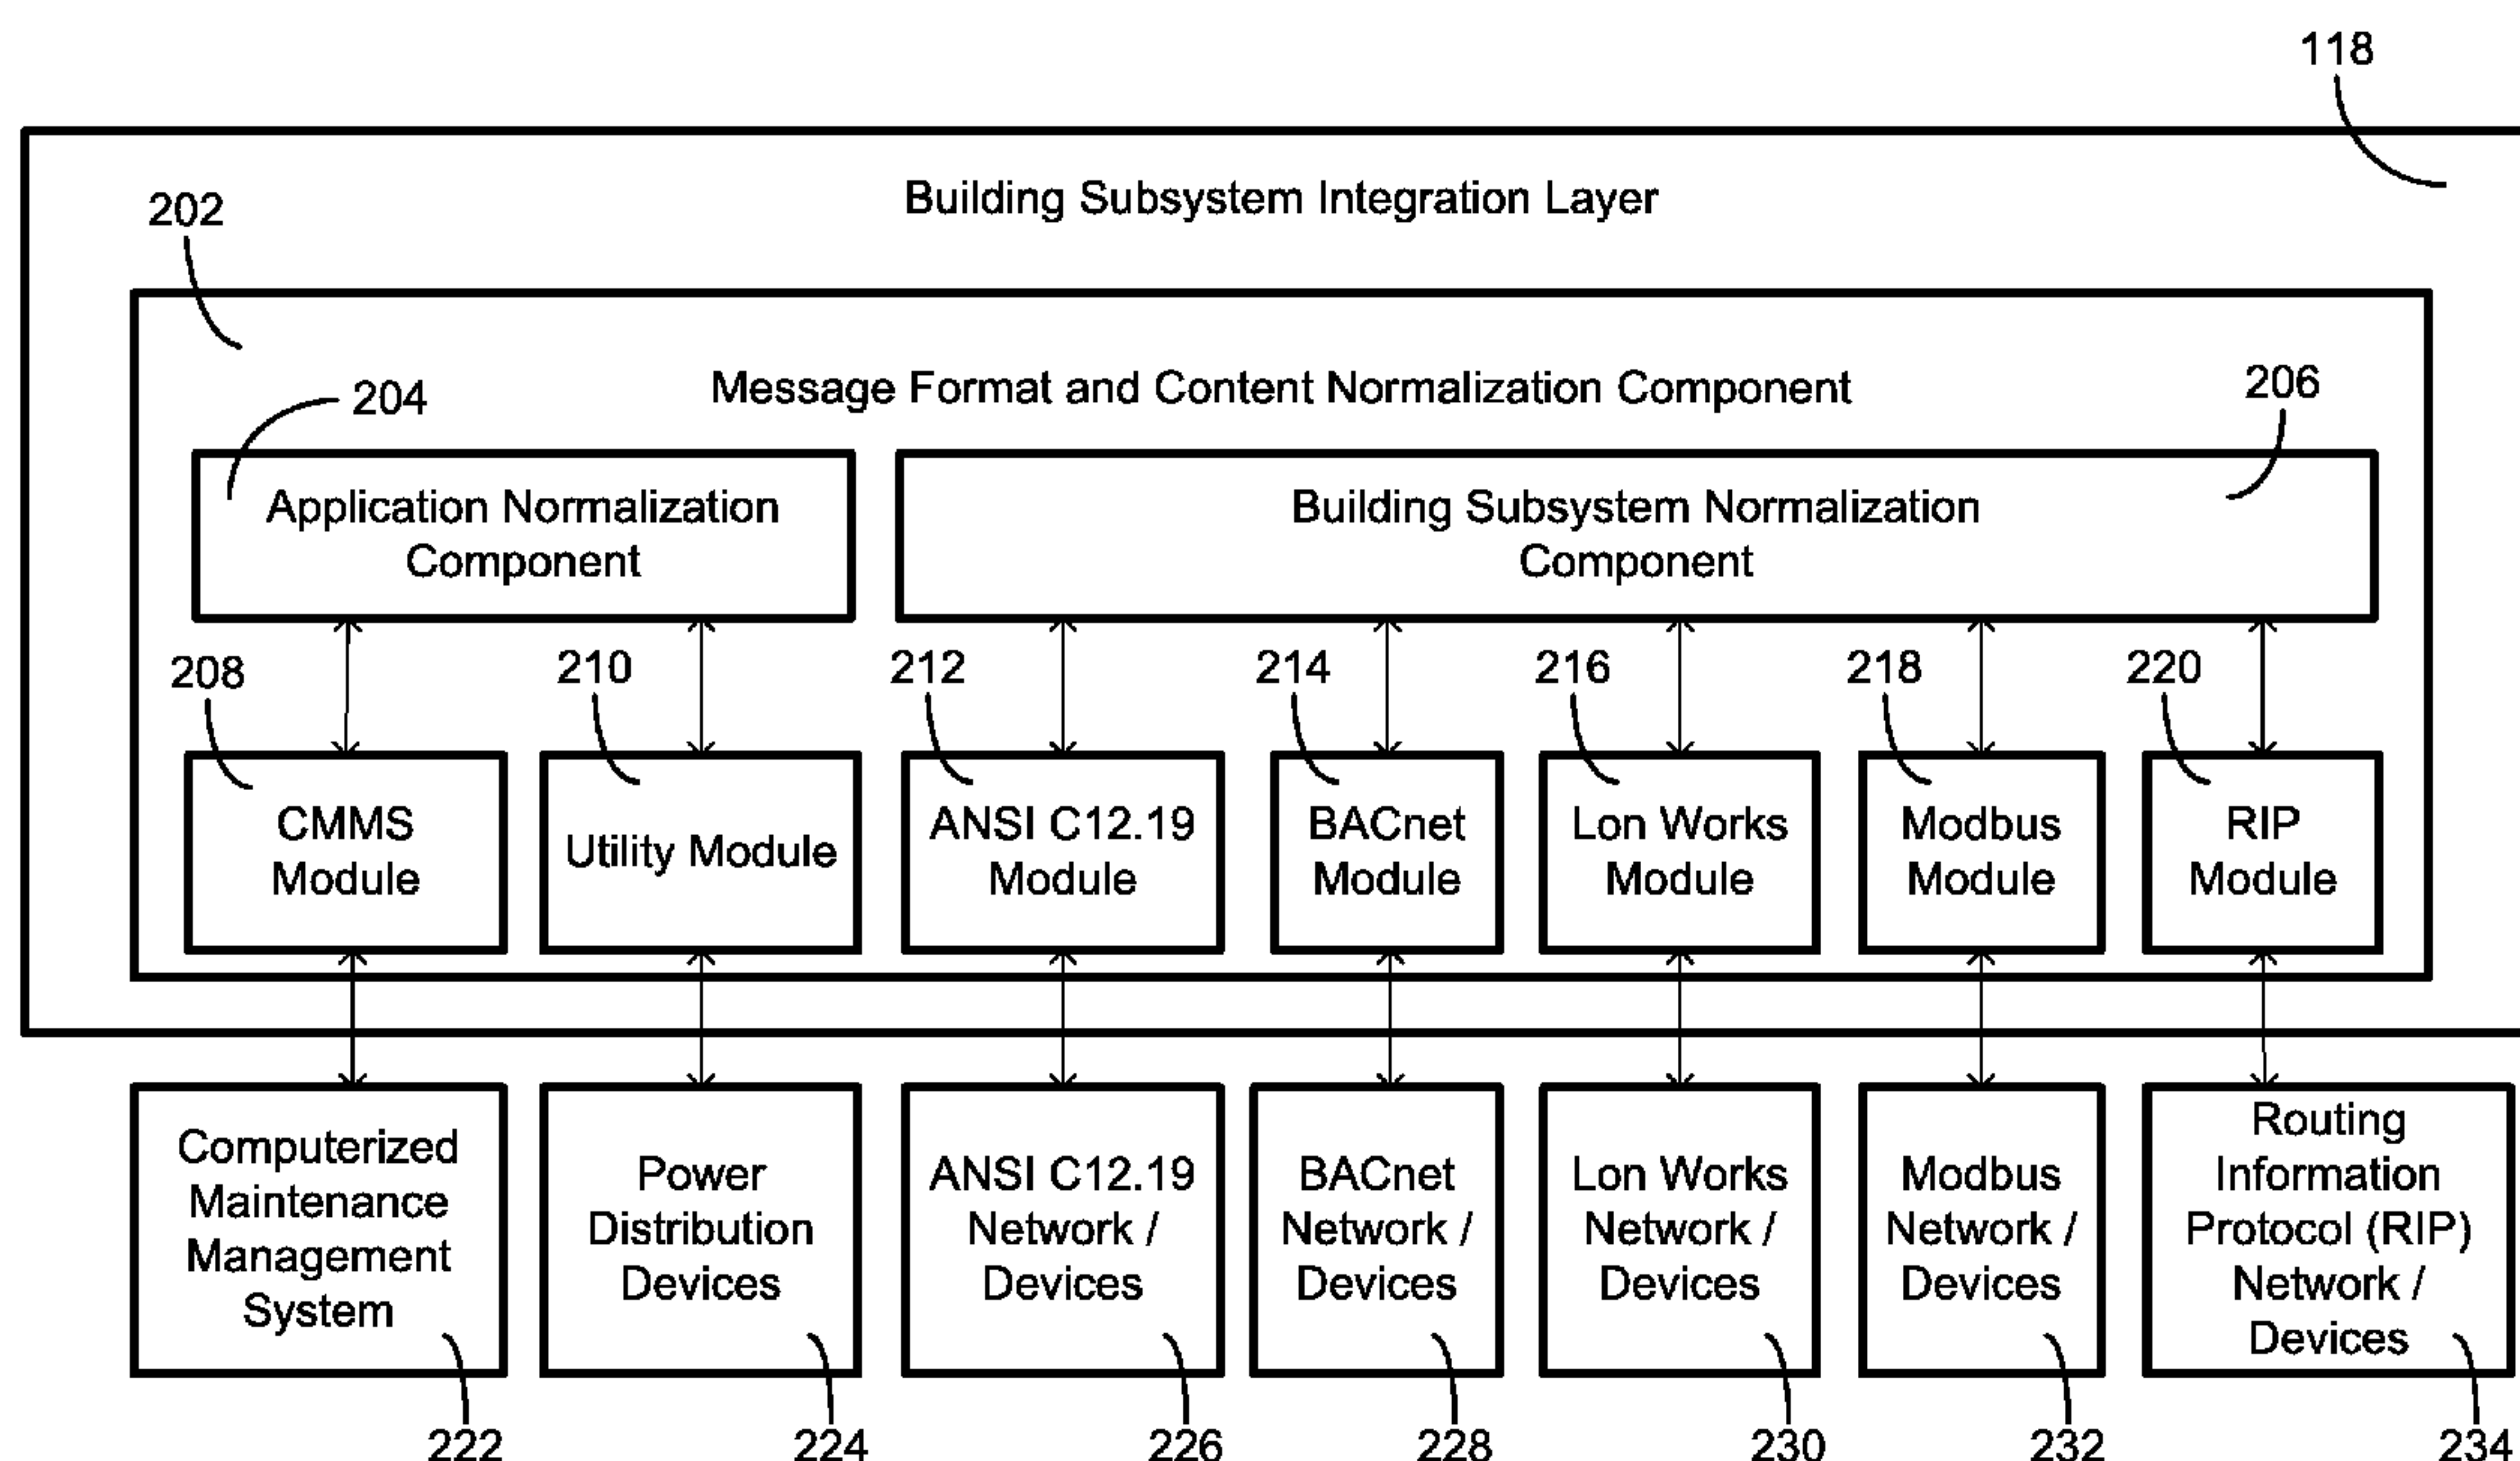 118
Building Subsystem Integration Layer
202
Message Format and Content Normalization Component
204
206
Application Normalization
Component
Building Subsystem Normalization
Component
208
210
212
214
216
218
220
CMMS
Module
Utility Module
ANSI C12.19
Module
BACnet
Module
Lon Works
Module
Modbus
Module
RIP
Module
Computerized
Maintenance
Management
System
Power
Distribution
Devices
ANSI C12.19
Network /
Devices
BACnet
Network /
Devices
Lon Works
Network /
Devices
Modbus
Network /
Devices
Routing
Information
Protocol (RIP)
Network /
Devices
222
224
226
228
230
232
234